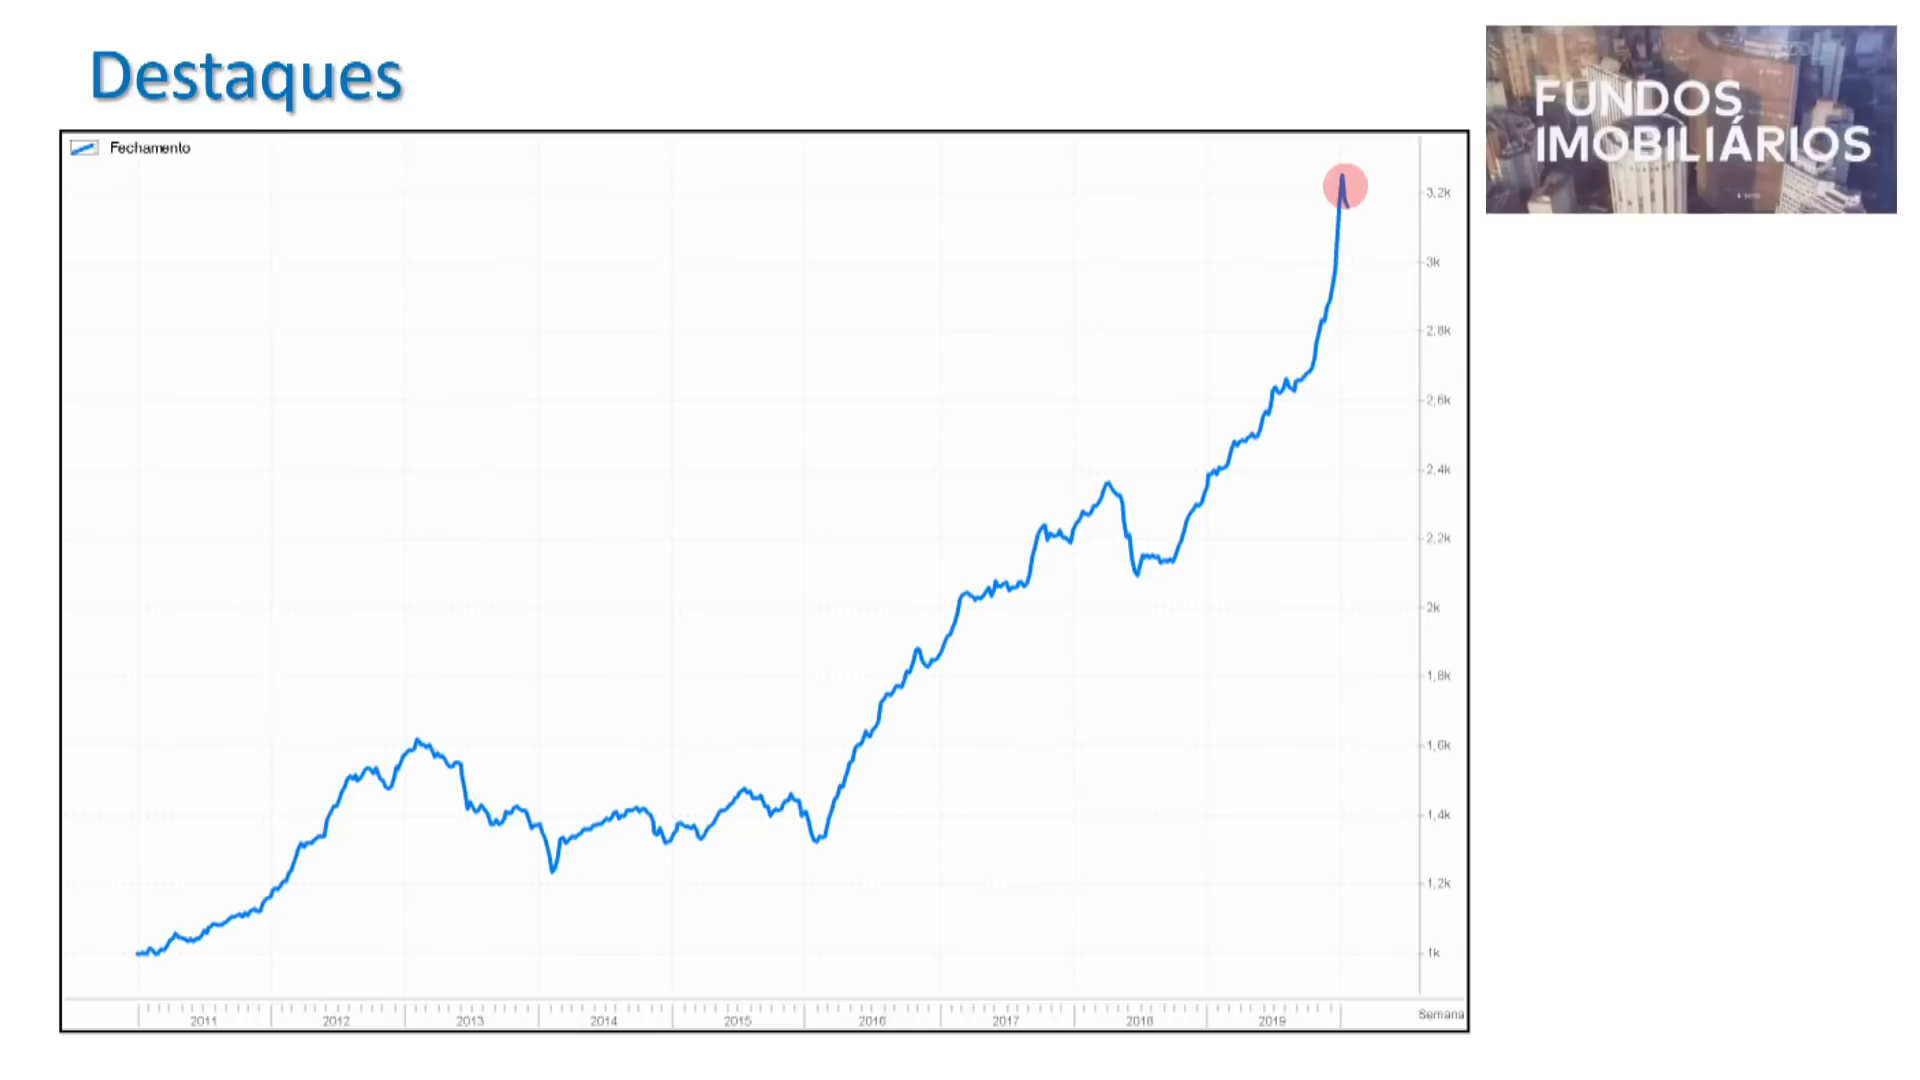 Destaques
FUNDOS
IMOBILIÁRIOS
Fechamento
3,2k
3k
2,8k
2,6k
2,4k
2,2k
2k
1,8k
1,6k
1,4k
1,2k
1k
2011 2012 2013 2014 2015 2016 2017 2018 2019 Semana